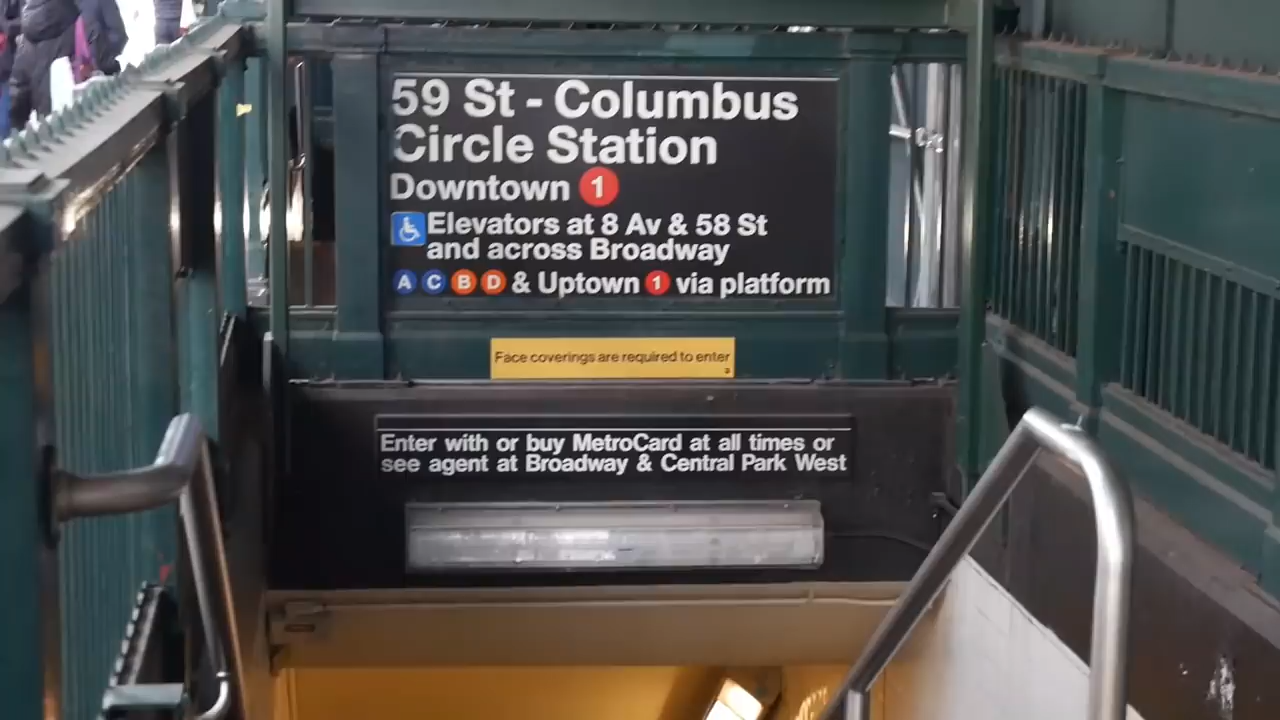 59 St - Columbus
Circle Station
Downtown 1
Elevators at 8 Av & 58 St
and across Broadway
A C B D & Uptown 1 via platform
Face coverings are required to enter
Enter with or buy MetroCard at all times or
see agent at Broadway & Central Park West